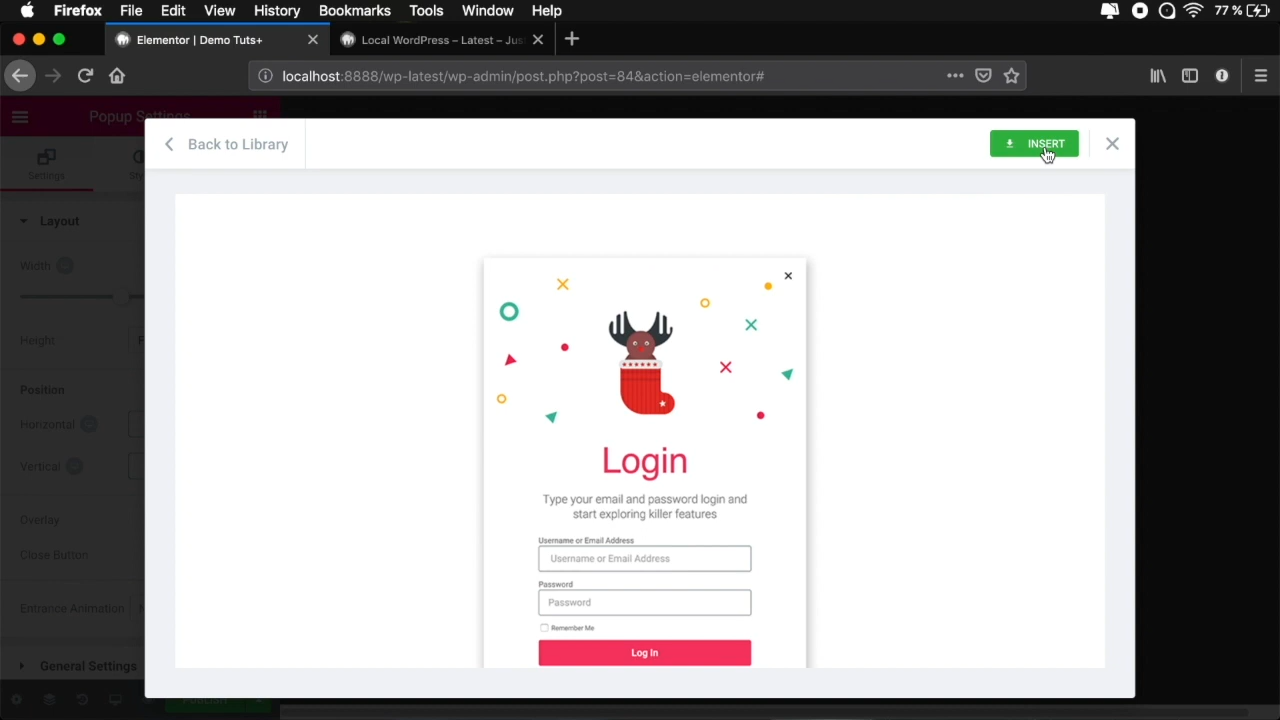 Firefox File Edit View History Bookmarks Tools Window Help 77 %
Elementor | Demo Tuts+ Local WordPress – Latest – Jus
localhost:8888/wp-latest/wp-admin/post.php?post=84&action=elementor#
Popup Settings
Back to Library INSERT
Settings
Layout
Width
Height
Position
Horizontal
Vertical
Overlay
Close Button
Entrance Animation
General Settings
PUBLISH
Login
Type your email and password login and
start exploring killer features
Username or Email Address
Username or Email Address
Password
Password
Remember Me
Log In